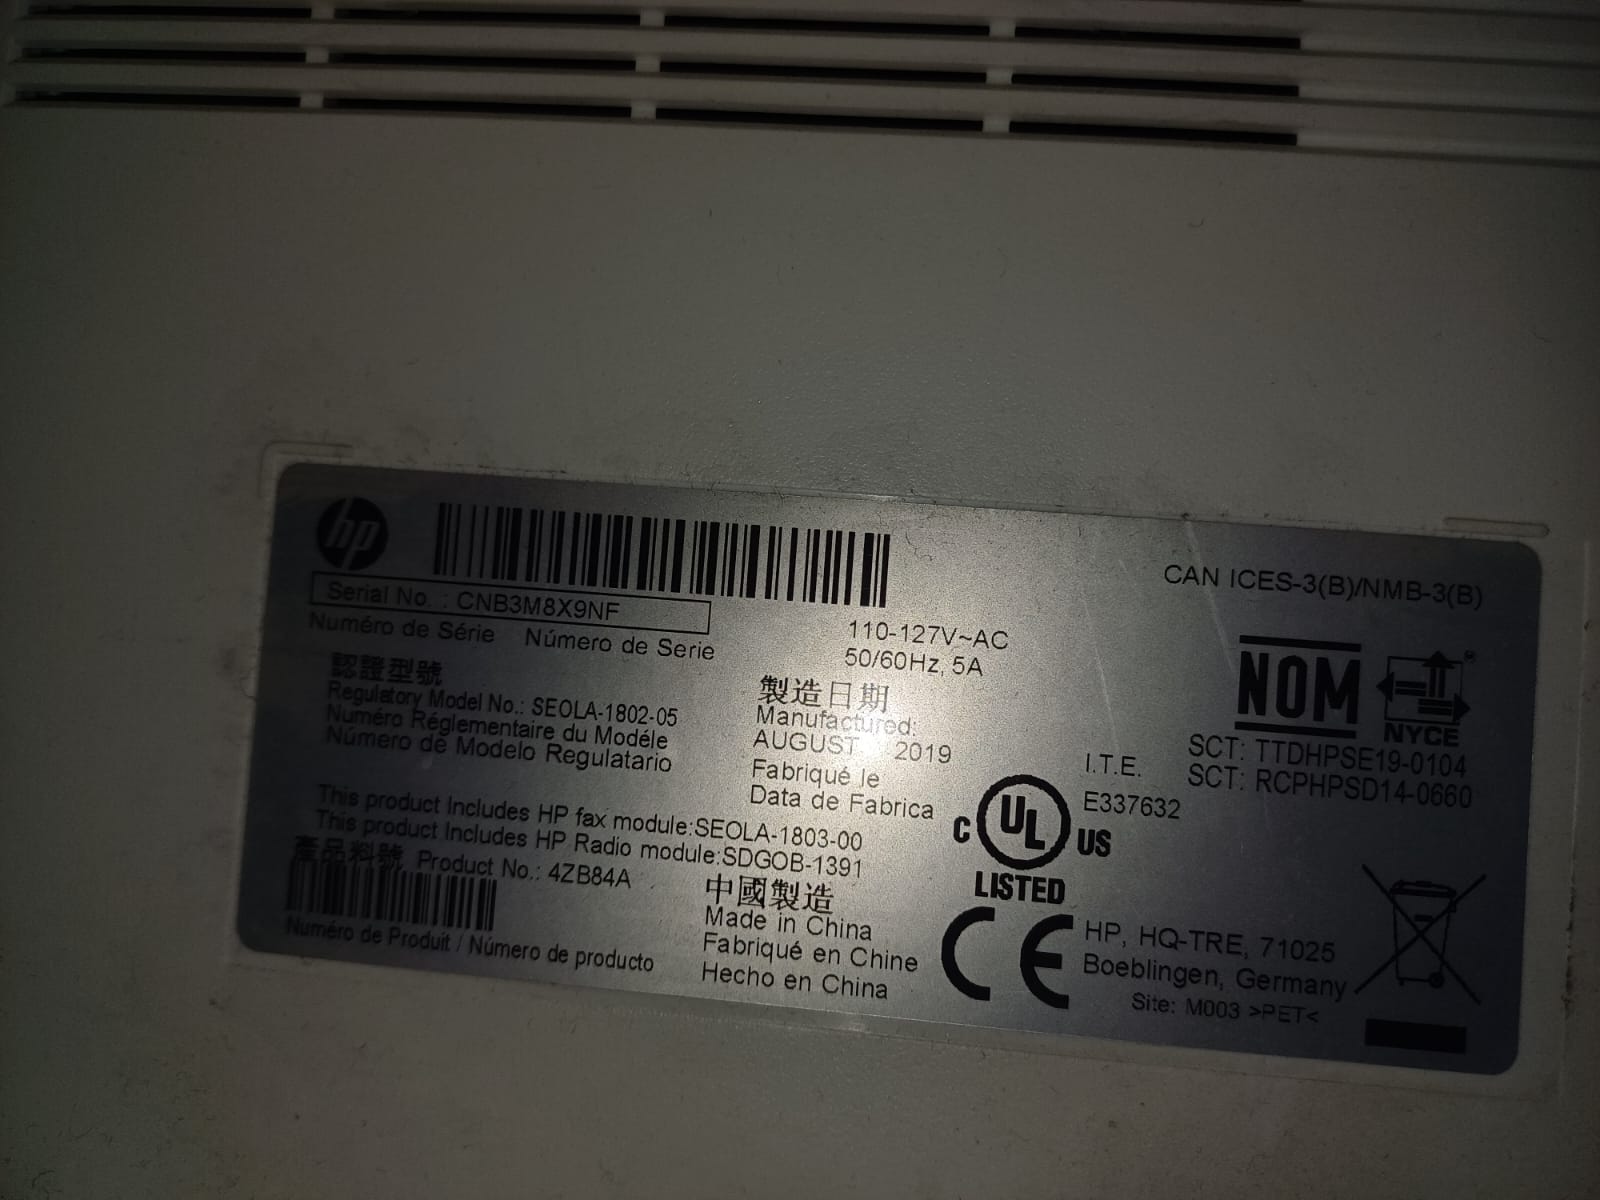 hp
Serial No. : CNB3M8X9NF
Numéro de Série Número de Serie
認證型號
Regulatory Model No.: SEOLA-1802-05
Numéro Réglementaire du Modéle
Número de Modelo Regulatario
This product Includes HP fax module:SEOLA-1803-00
This product Includes HP Radio module:SDGOB-1391
產品料號 Product No.: 4ZB84A
Numéro de Produit / Número de producto
110-127V~AC
50/60Hz, 5A
製造日期
Manufactured:
AUGUST 2019
Fabriqué le
Data de Fabrica
中國製造
Made in China
Fabriqué en Chine
Hecho en China
CAN ICES-3(B)/NMB-3(B)
NOM
NYCE
SCT: TTDHPSE19-0104
SCT: RCPHPSD14-0660
I.T.E.
E337632
C UL US
LISTED
CE
HP, HQ-TRE, 71025
Boeblingen, Germany
Site: M003 >PET<